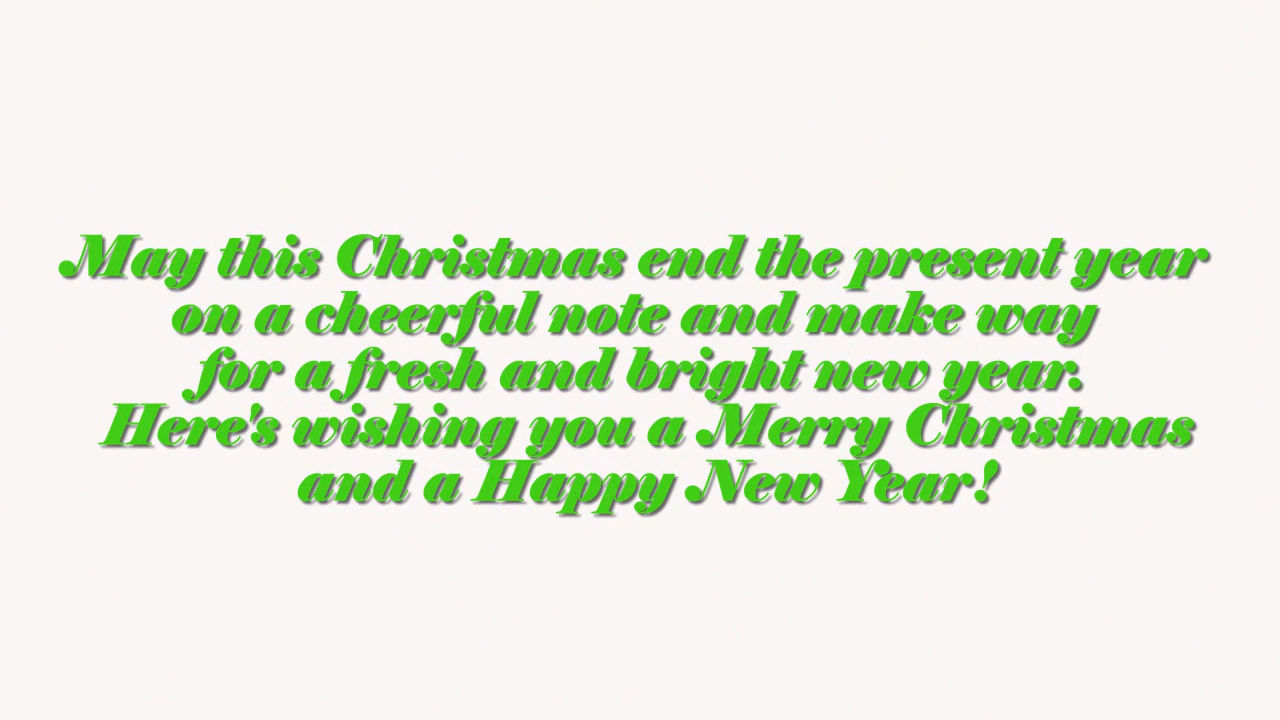 May this Christmas end the present year
on a cheerful note and make way
for a fresh and bright new year.
Here's wishing you a Merry Christmas
and a Happy New Year!